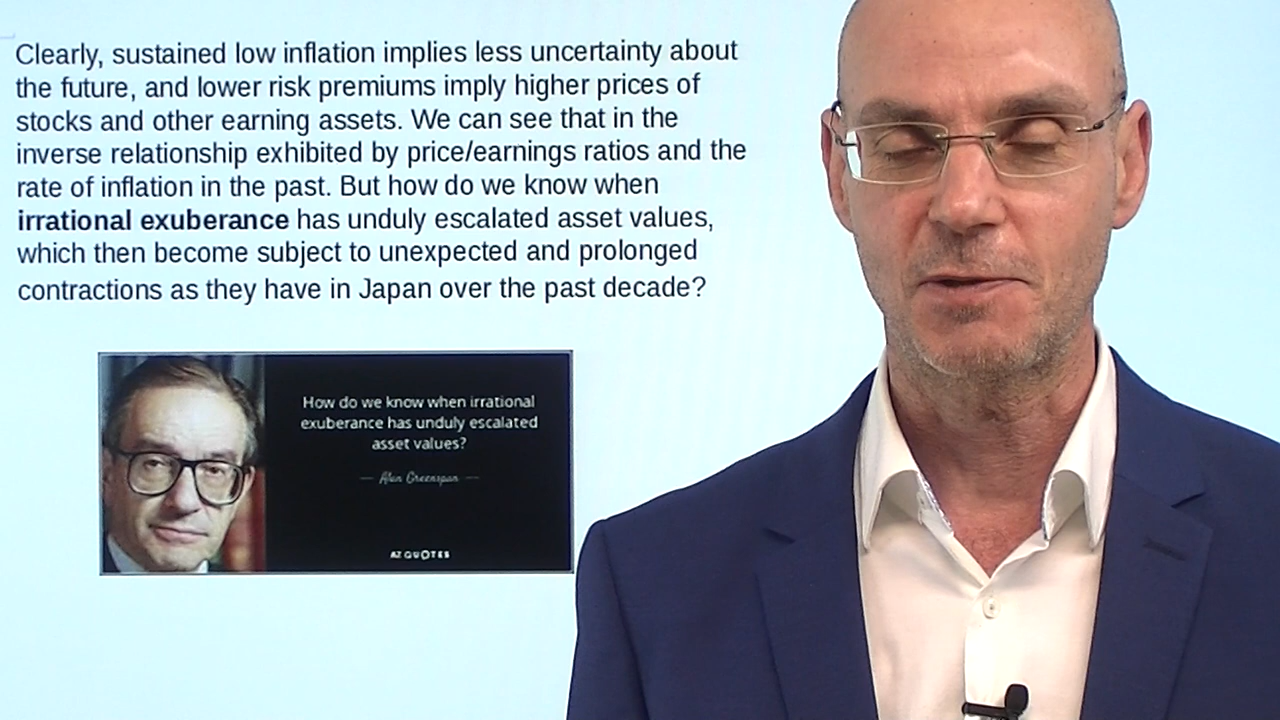 Clearly, sustained low inflation implies less uncertainty about
the future, and lower risk premiums imply higher prices of
stocks and other earning assets. We can see that in the
inverse relationship exhibited by price/earnings ratios and the
rate of inflation in the past. But how do we know when
irrational exuberance has unduly escalated asset values,
which then become subject to unexpected and prolonged
contractions as they have in Japan over the past decade?
How do we know when irrational
exuberance has unduly escalated
asset values?
— Alan Greenspan —
AZ QUOTES